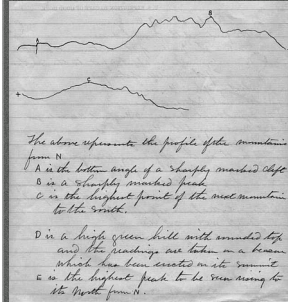 B
A
C
The above represents the profile of the mountains
from N
A is the bottom angle of a sharply marked cleft
B is a sharply marked peak
C is the highest point of the next mountain
to the South.
D is a high green hill with rounded top
and the readings are taken on a beacon
which has been erected on its summit
E is the highest peak to be seen rising to
the North from N.